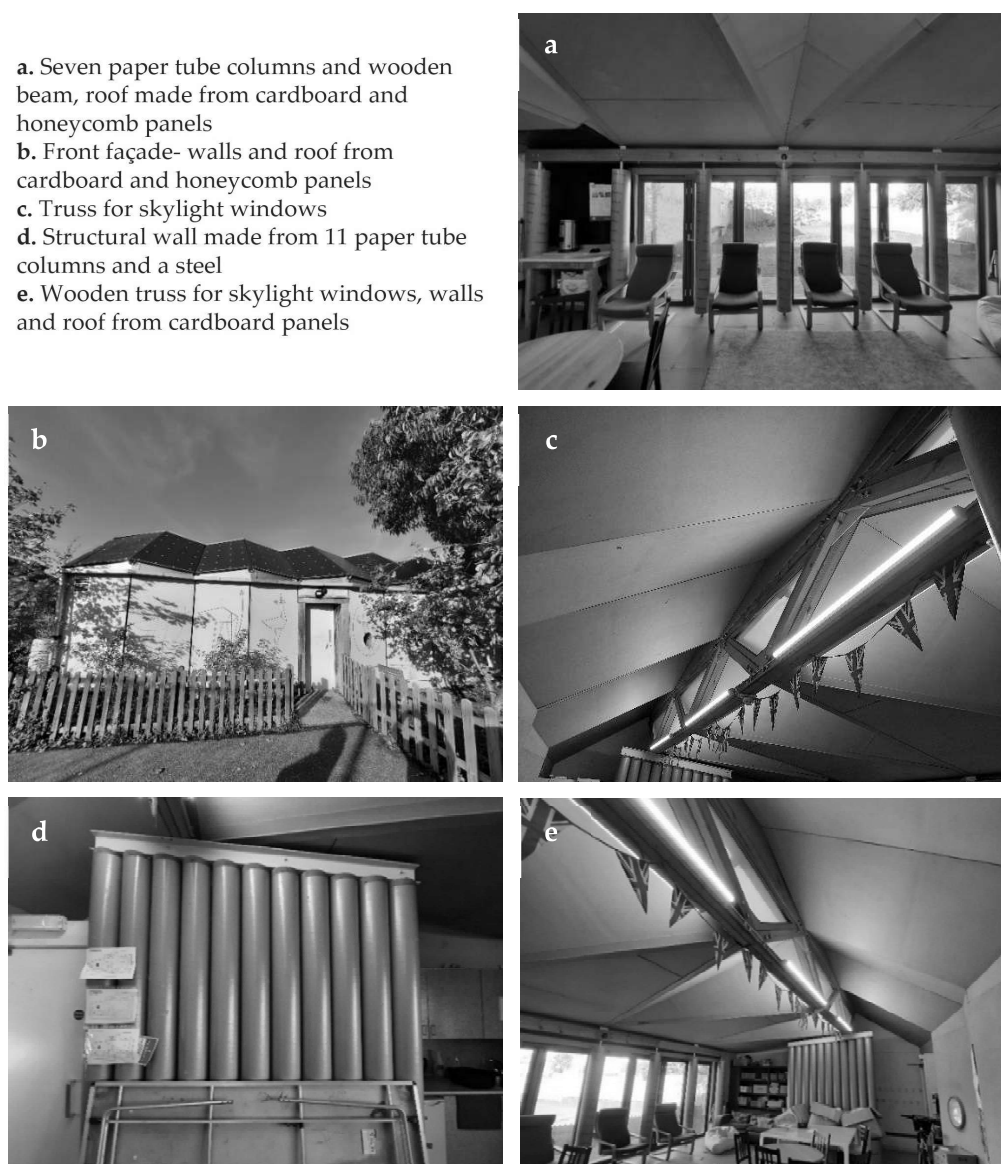 a. Seven paper tube columns and wooden
beam, roof made from cardboard and
honeycomb panels
b. Front façade- walls and roof from
cardboard and honeycomb panels
c. Truss for skylight windows
d. Structural wall made from 11 paper tube
columns and a steel
e. Wooden truss for skylight windows, walls
and roof from cardboard panels
a
b
c
d
e